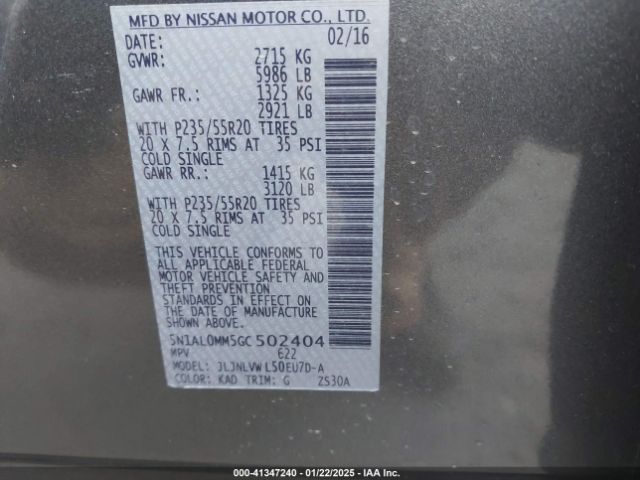 MFD BY NISSAN MOTOR CO., LTD.
DATE: 02/16
GVWR: 2715 KG
5986 LB
GAWR FR.: 1325 KG
2921 LB
WITH P235/55R20 TIRES
20 X 7.5 RIMS AT 35 PSI
COLD SINGLE
GAWR RR.: 1415 KG
3120 LB
WITH P235/55R20 TIRES
20 X 7.5 RIMS AT 35 PSI
COLD SINGLE
THIS VEHICLE CONFORMS TO
ALL APPLICABLE FEDERAL
MOTOR VEHICLE SAFETY AND
THEFT PREVENTION
STANDARDS IN EFFECT ON
THE DATE OF MANUFACTURE
SHOWN ABOVE.
5N1AL0MM5GC502404
MPV 622
MODEL: JLJNLVW L50EU7D-A
COLOR: KAD TRIM: G ZS30A
000-41347240 - 01/22/2025 - IAA Inc.